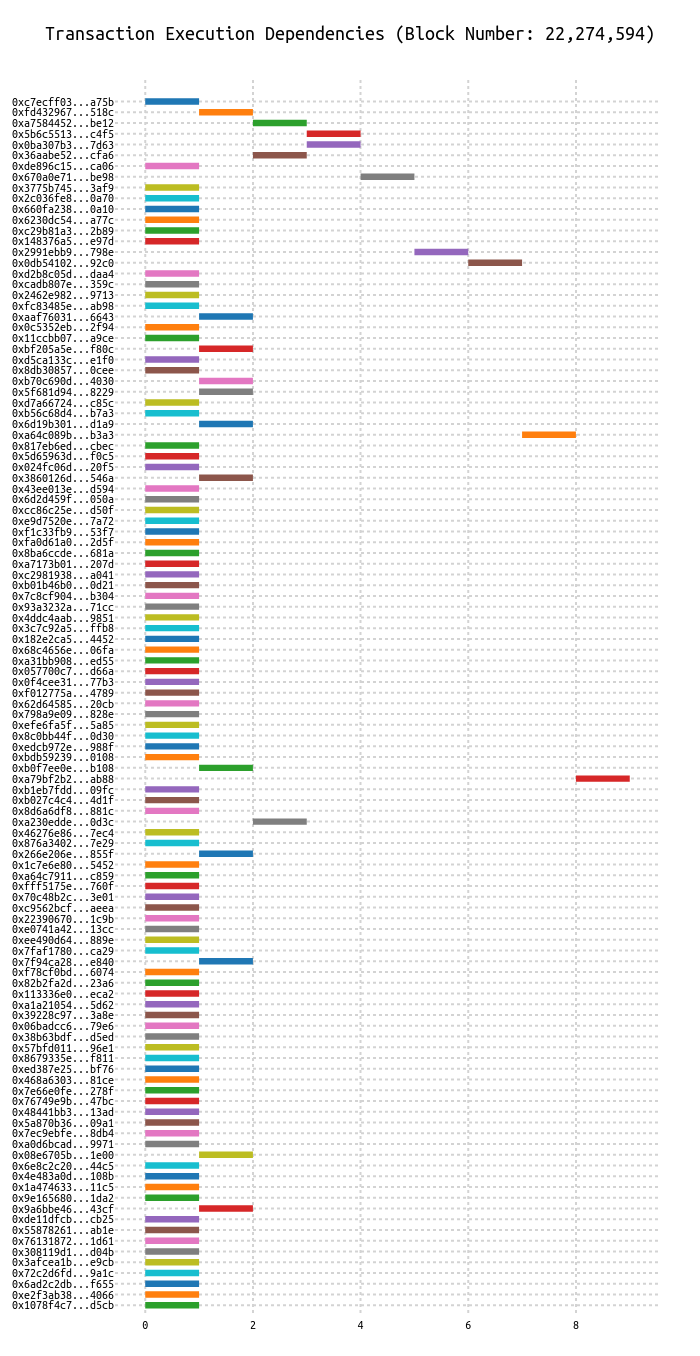 Transaction Execution Dependencies (Block Number: 22,274,594)
0xc7ecff03...a75b
0xfd432967...518c
0xa7584452...be12
0x5b6c5513...c4f5
0x0ba307b3...7d63
0x36aabe52...cfa6
0xde896c15...ca06
0x670a0e71...be98
0x3775b745...3af9
0x2c036fe8...0a70
0x660fa238...0a10
0x6230dc54...a77c
0xc29b81a3...2b89
0x148376a5...e97d
0x2991ebb9...798e
0x0db54102...92c0
0xd2b8c05d...daa4
0xcadb807e...359c
0x2462e982...9713
0xfc83485e...ab98
0xaaf76031...6643
0x0c5352eb...2f94
0x11ccbb07...a9ce
0xbf205a5e...f80c
0xd5ca133c...e1f0
0x8db30857...0cee
0xb70c690d...4030
0x5f681d94...8229
0xd7a66724...c85c
0xb56c68d4...b7a3
0x6d19b301...d1a9
0xa64c089b...b3a3
0x817eb6ed...cbec
0x5d65963d...f0c5
0x024fc06d...20f5
0x3860126d...546a
0x43ee013e...d594
0x6d2d459f...050a
0xcc86c25e...d50f
0xe9d7520e...7a72
0xf1c33fb9...53f7
0xfa0d61a0...2d5f
0x8ba6ccde...681a
0xa7173b01...207d
0xc2981938...a041
0xb01b46b0...0d21
0x7c8cf904...b304
0x93a3232a...71cc
0x4ddc4aab...9851
0x3c7c92a5...ffb8
0x182e2ca5...4452
0x68c4656e...06fa
0xa31bb908...ed55
0x057700c7...d66a
0x0f4cee31...77b3
0xf012775a...4789
0x62d64585...20cb
0x798a9e09...828e
0xefe6fa5f...5a85
0x8c0bb44f...0d30
0xedcb972e...988f
0xbdb59239...0108
0xb0f7ee0e...b108
0xa79bf2b2...ab88
0xb1eb7fdd...09fc
0xb027c4c4...4d1f
0x8d6a6df8...881c
0xa230edde...0d3c
0x46276e86...7ec4
0x876a3402...7e29
0x266e206e...855f
0x1c7e6e80...5452
0xa64c7911...c859
0xfff5175e...760f
0x70c48b2c...3e01
0xc9562bcf...aeea
0x22390670...1c9b
0xe0741a42...13cc
0xee490d64...889e
0x7faf1780...ca29
0x7f94ca28...e840
0xf78cf0bd...6074
0x82b2fa2d...23a6
0x113336e0...eca2
0xa1a21054...5d62
0x39228c97...3a8e
0x06badcc6...79e6
0x38b63bdf...d5ed
0x57bfd011...96e1
0x8679335e...f811
0xed387e25...bf76
0x468a6303...81ce
0x7e66e0fe...278f
0x76749e9b...47bc
0x48441bb3...13ad
0x5a870b36...09a1
0x7ec9ebfe...8db4
0xa0d6bcad...9971
0x08e6705b...1e00
0x6e8c2c20...44c5
0x4e483a0d...108b
0x1a474633...11c5
0x9e165680...1da2
0x9a6bbe46...43cf
0xde11dfcb...cb25
0x55878261...ab1e
0x76131872...1d61
0x308119d1...d04b
0x3afcea1b...e9cb
0x72c2d6fd...9a1c
0x6ad2c2db...f655
0xe2f3ab38...4066
0x1078f4c7...d5cb
0 2 4 6 8